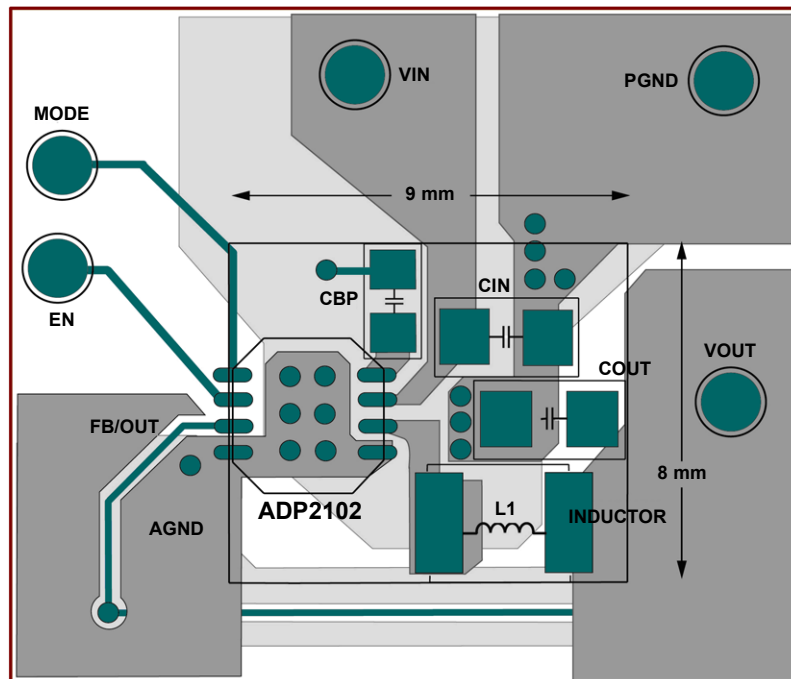 VIN
PGND
MODE
9 mm
CIN
CBP
EN
VOUT
COUT
FB/OUT
8 mm
ADP2102
L1
INDUCTOR
AGND